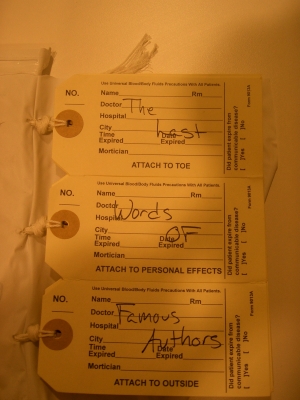 Use Universal Blood/Body Fluids Precautions With All Patients.
NO.
Name Rm
Doctor The
Hospital
City Last
Time Date
Expired Expired
Mortician
ATTACH TO TOE
Did patient expire from
communicable disease?
[ ]Yes [ ]No
Use Universal Blood/Body Fluids Precautions With All Patients.
NO.
Name Rm
Doctor
Hospital Words
City OF
Time Date
Expired Expired
Mortician
ATTACH TO PERSONAL EFFECTS
Did patient expire from
communicable disease?
[ ]Yes [ ]No
Use Universal Blood/Body Fluids Precautions With All Patients.
NO.
Name Rm
Doctor Famous
Hospital
City Authors
Time Date
Expired Expired
Mortician
ATTACH TO OUTSIDE
Did patient expire from
communicable disease?
[ ]Yes [ ]No